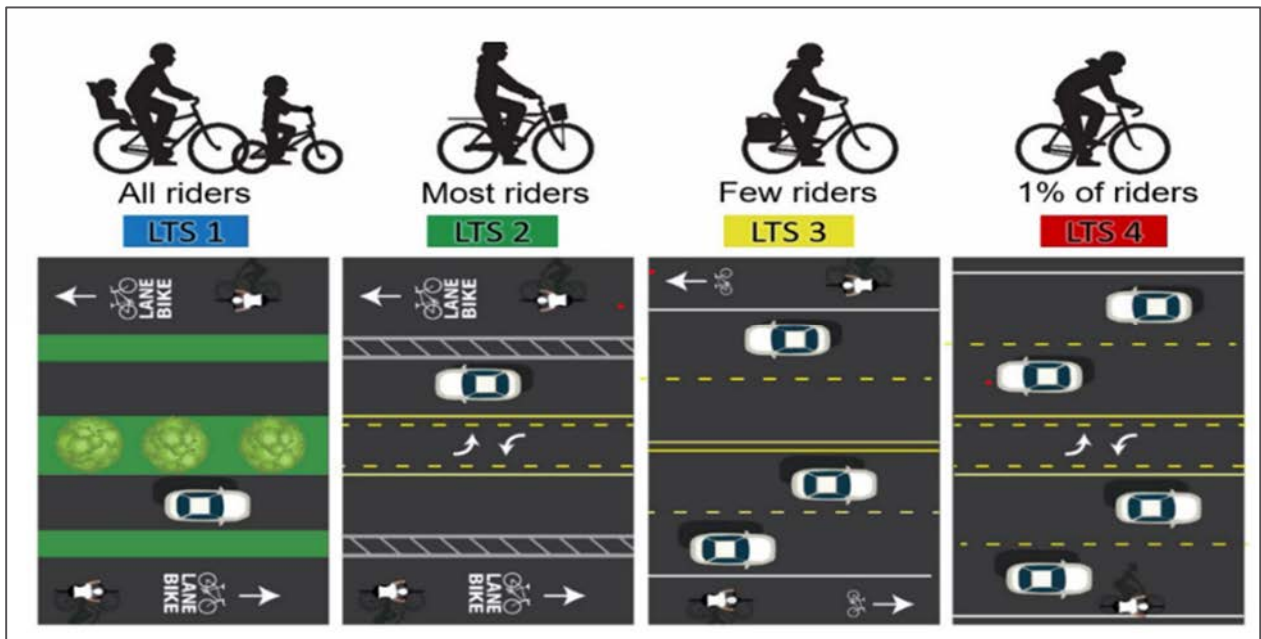 All riders
Most riders
Few riders
1% of riders
LTS 1
LTS 2
LTS 3
LTS 4
LANE
BIKE
LANE
BIKE
LANE
BIKE
LANE
BIKE